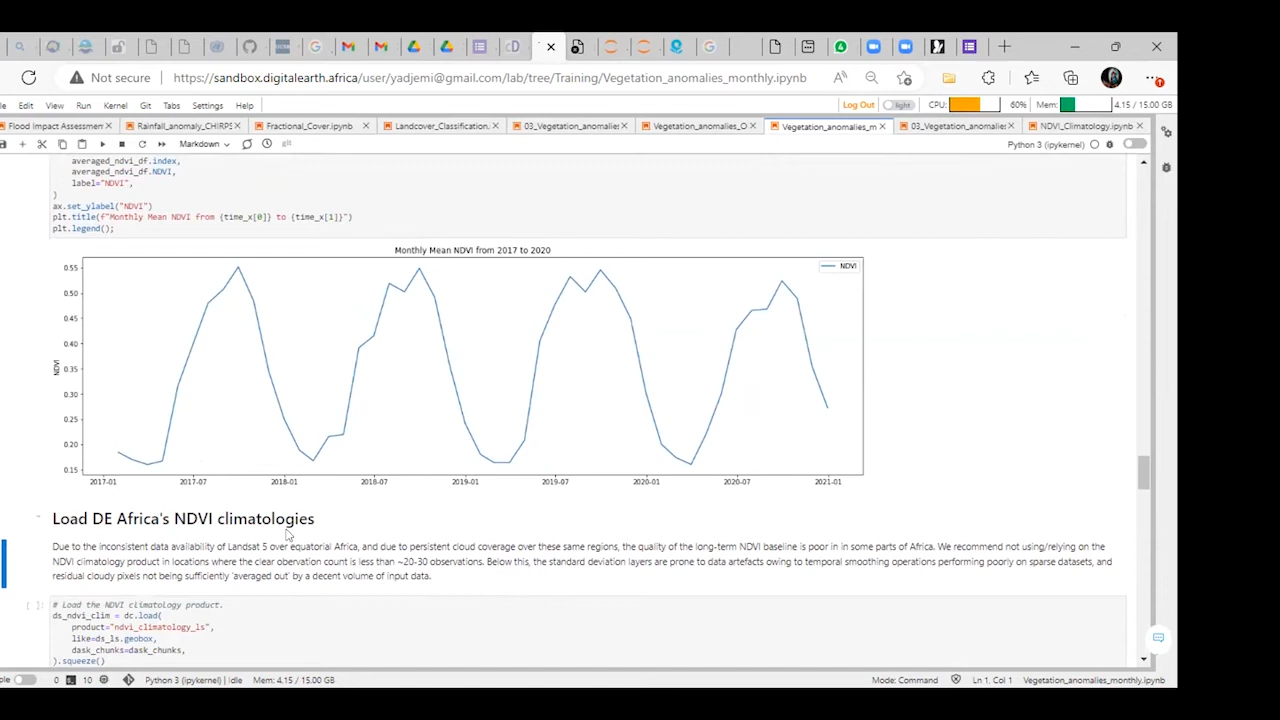 Not secure https://sandbox.digitalearth.africa/user/yadjemi@gmail.com/lab/tree/Training/Vegetation_anomalies_monthly.ipynb
Edit View Run Kernel Git Tabs Settings Help Log Out light CPU: 60% Mem: 4.15 / 15.00 GB
Flood Impact Assessment Rainfall_anomaly_CHIRPS Fractional_Cover.ipynb Landcover_Classification. 03_Vegetation_anomalies Vegetation_anomalies_O Vegetation_anomalies_m 03_Vegetation_anomalies NDVI_Climatology.ipynb
Markdown git Python 3 (ipykernel)
averaged_ndvi_df.index,
averaged_ndvi_df.NDVI,
label="NDVI",
)
ax.set_ylabel("NDVI")
plt.title(f"Monthly Mean NDVI from {time_x[0]} to {time_x[1]}")
plt.legend();
Monthly Mean NDVI from 2017 to 2020
NDVI
0.55
0.50
0.45
0.40
0.35
0.30
0.25
0.20
0.15
NDVI
2017-01 2017-07 2018-01 2018-07 2019-01 2019-07 2020-01 2020-07 2021-01
Load DE Africa's NDVI climatologies
Due to the inconsistent data availability of Landsat 5 over equatorial Africa, and due to persistent cloud coverage over these same regions, the quality of the long-term NDVI baseline is poor in in some parts of Africa. We recommend not using/relying on the
NDVI climatology product in locations where the clear obervation count is less than ~20-30 observations. Below this, the standard deviation layers are prone to data artefacts owing to temporal smoothing operations performing poorly on sparse datasets, and
residual cloudy pixels not being sufficiently 'averaged out' by a decent volume of input data.
[ ]: # Load the NDVI climatology product.
ds_ndvi_clim = dc.load(
product="ndvi_climatology_ls",
like=ds_ls.geobox,
dask_chunks=dask_chunks,
).squeeze()
ple 0 10 Python 3 (ipykernel) | Idle Mem: 4.15 / 15.00 GB Mode: Command Ln 1, Col 1 Vegetation_anomalies_monthly.ipynb